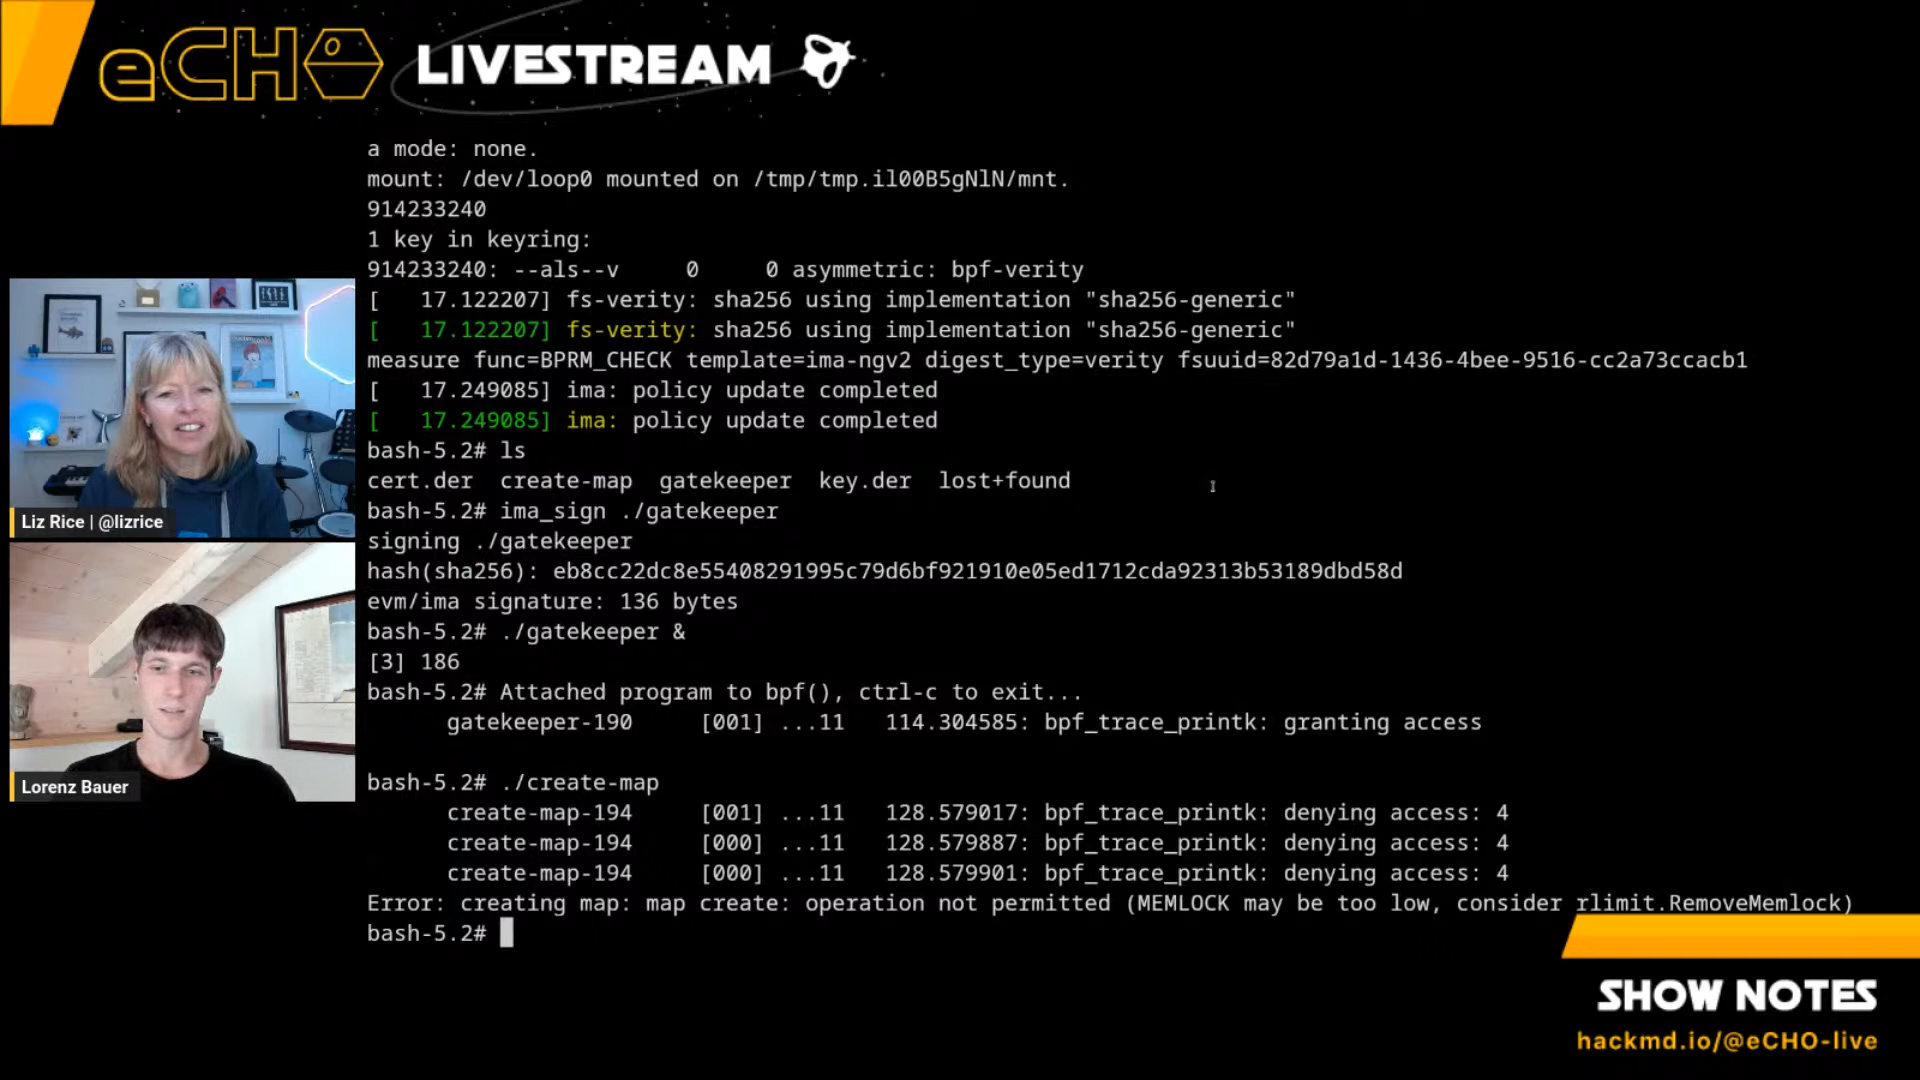 eCHO LIVESTREAM
a mode: none.
mount: /dev/loop0 mounted on /tmp/tmp.il00B5gNlN/mnt.
914233240
1 key in keyring:
914233240: --als--v     0     0 asymmetric: bpf-verity
[   17.122207] fs-verity: sha256 using implementation "sha256-generic"
[   17.122207] fs-verity: sha256 using implementation "sha256-generic"
measure func=BPRM_CHECK template=ima-ngv2 digest_type=verity fsuuid=82d79a1d-1436-4bee-9516-cc2a73ccacb1
[   17.249085] ima: policy update completed
[   17.249085] ima: policy update completed
bash-5.2# ls
cert.der  create-map  gatekeeper  key.der  lost+found
bash-5.2# ima_sign ./gatekeeper
signing ./gatekeeper
hash(sha256): eb8cc22dc8e55408291995c79d6bf921910e05ed1712cda92313b53189dbd58d
evm/ima signature: 136 bytes
bash-5.2# ./gatekeeper &
[3] 186
bash-5.2# Attached program to bpf(), ctrl-c to exit...
      gatekeeper-190     [001] ...11   114.304585: bpf_trace_printk: granting access
bash-5.2# ./create-map
      create-map-194     [001] ...11   128.579017: bpf_trace_printk: denying access: 4
      create-map-194     [000] ...11   128.579887: bpf_trace_printk: denying access: 4
      create-map-194     [000] ...11   128.579901: bpf_trace_printk: denying access: 4
Error: creating map: map create: operation not permitted (MEMLOCK may be too low, consider rlimit.RemoveMemlock)
bash-5.2#
Liz Rice | @lizrice
Lorenz Bauer
SHOW NOTES
hackmd.io/@eCHO-live